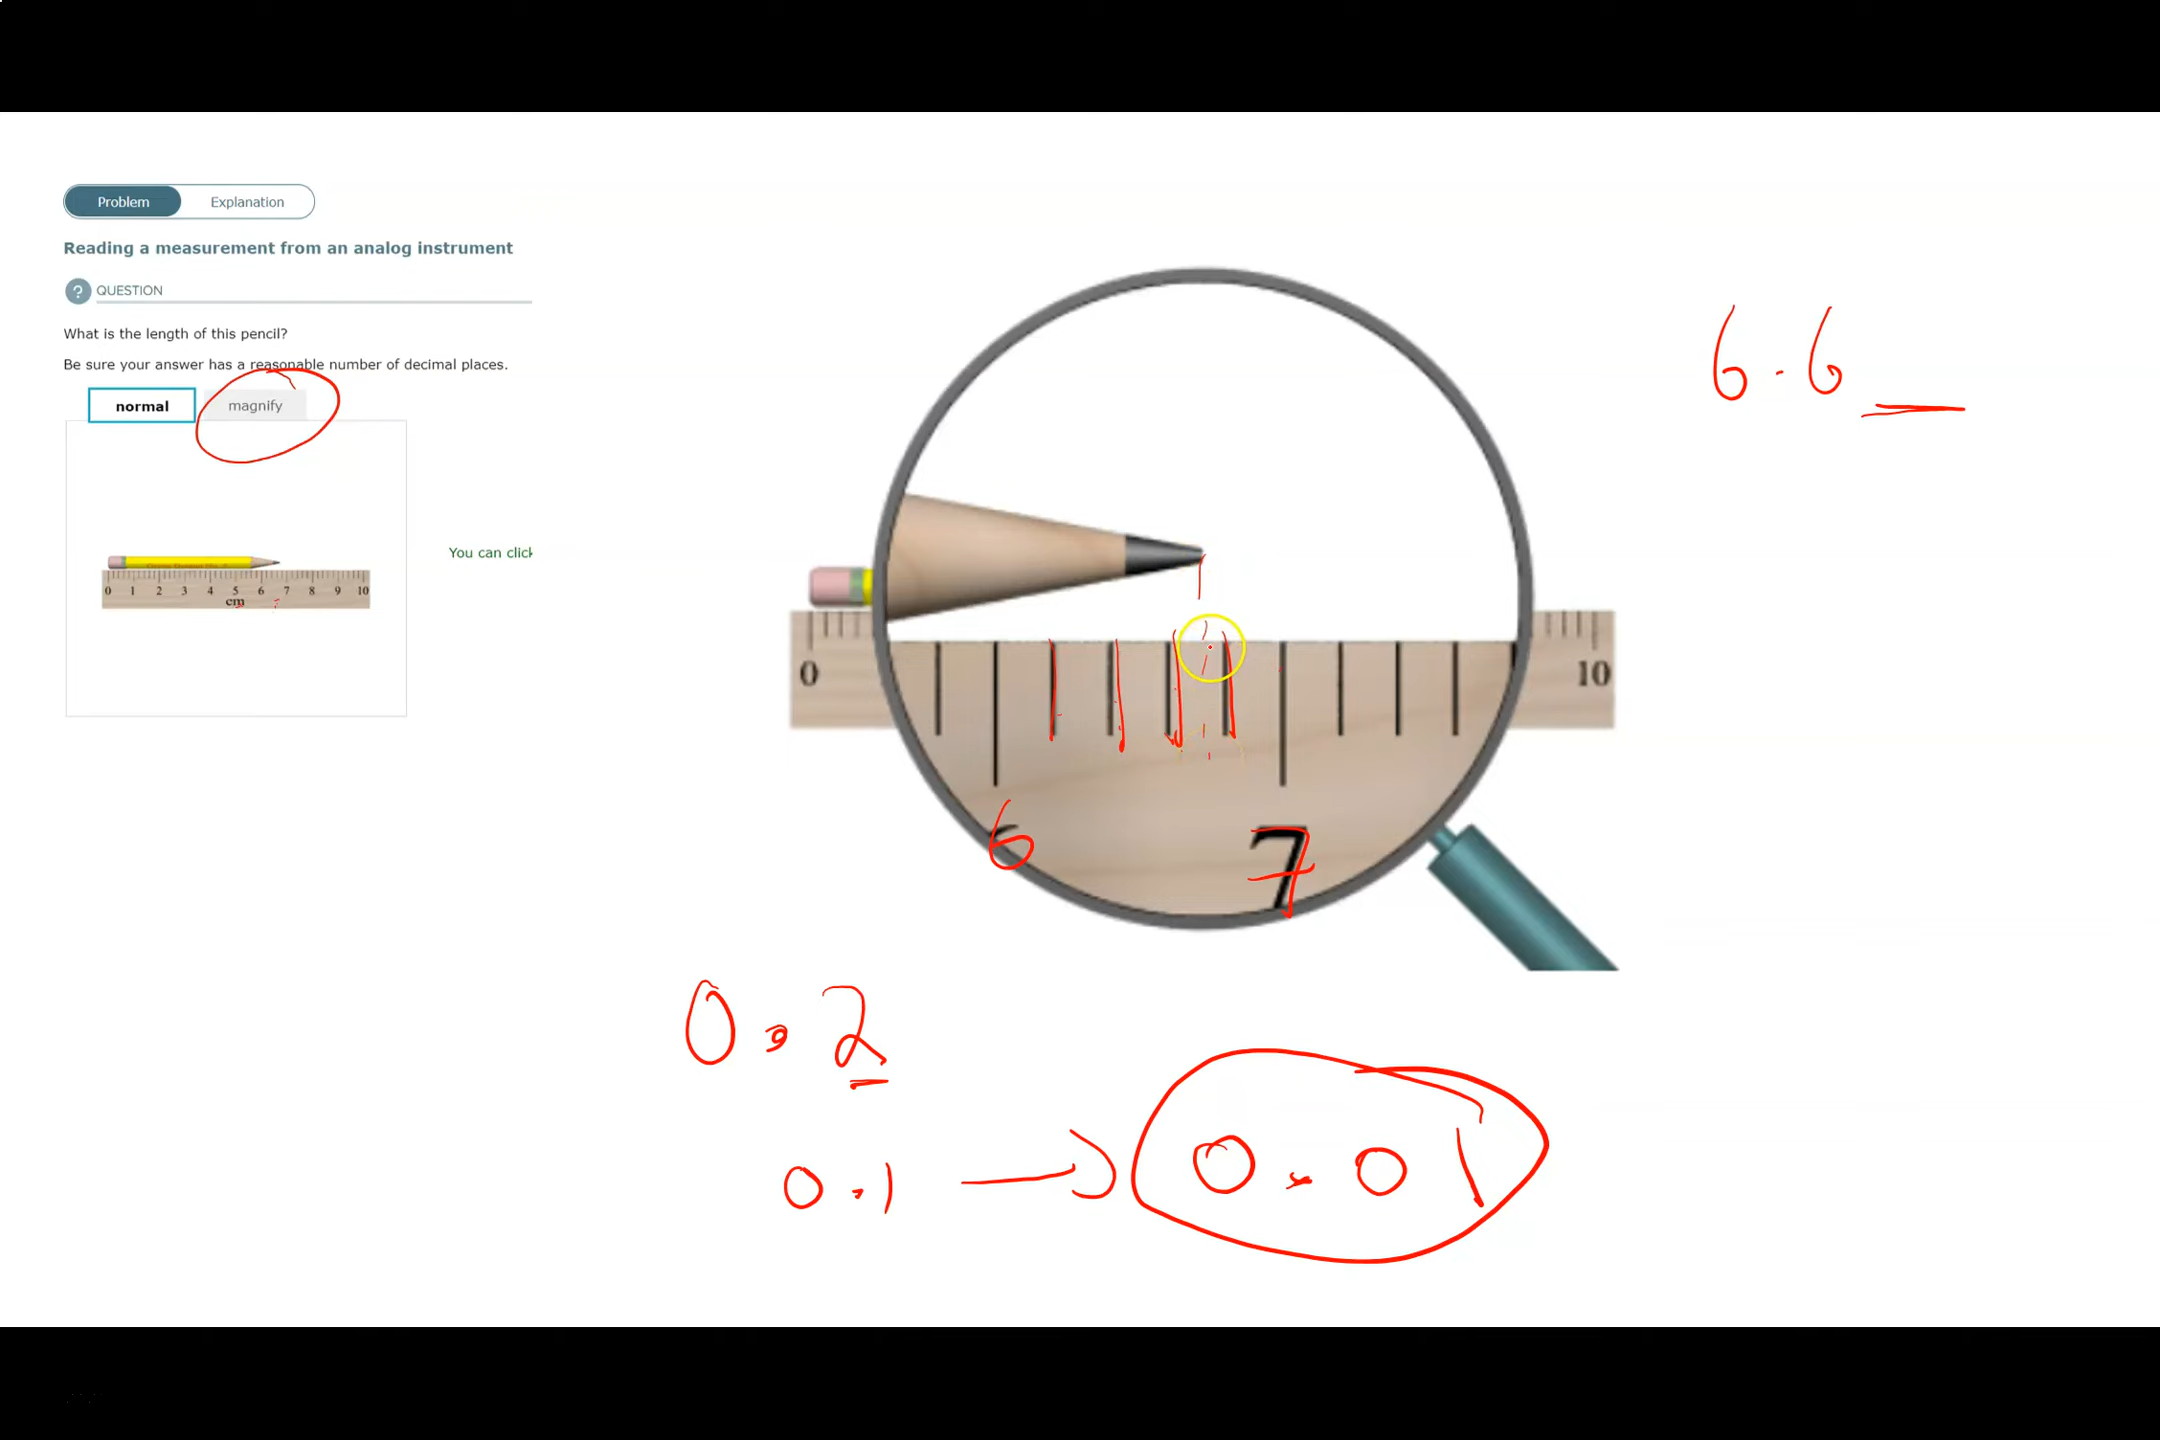 Problem Explanation
Reading a measurement from an analog instrument
? QUESTION
What is the length of this pencil?
Be sure your answer has a reasonable number of decimal places.
normal magnify
6.6
You can click
0 1 2 3 4 5 6 7 8 9 10
cm
0 10
6 7
6 7
0.2
0.1 → 0.01